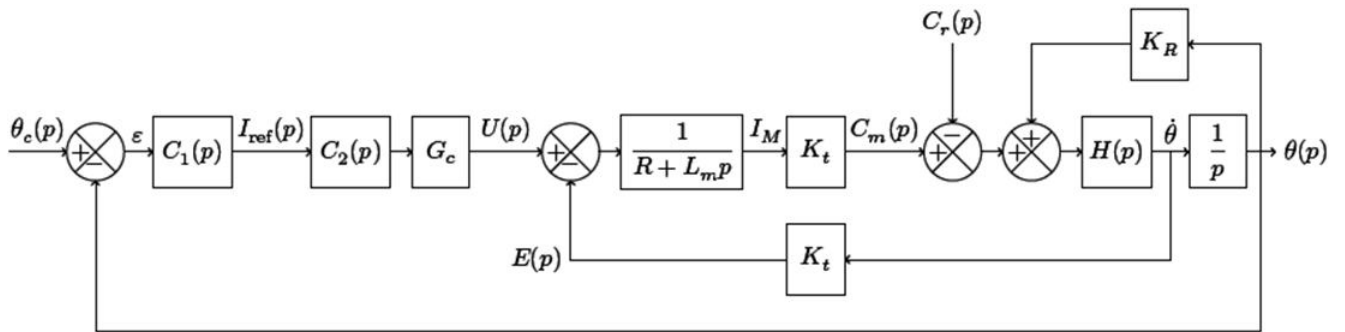 C_r(p)
K_R
θ_c(p) + − ε C_1(p) I_ref(p) C_2(p) G_c U(p) + − 1/(R + L_m p) I_M K_t C_m(p) + − + + H(p) θ̇ 1/p θ(p)
E(p) K_t